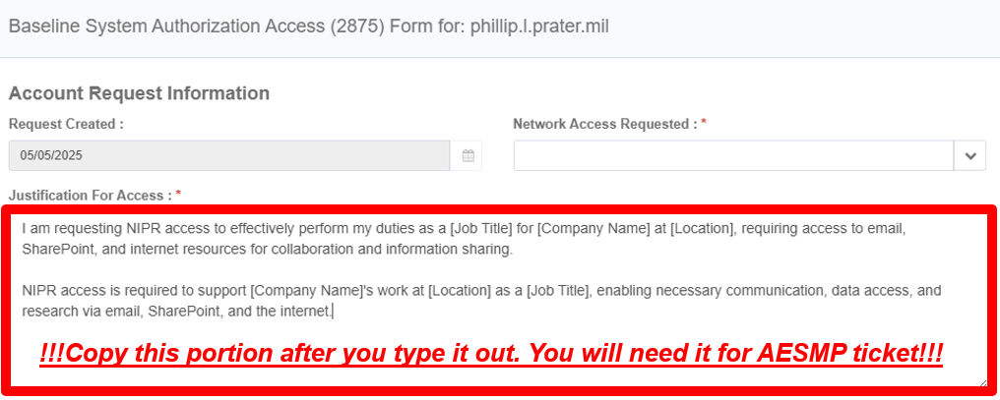 Baseline System Authorization Access (2875) Form for: phillip.l.prater.mil
Account Request Information
Request Created :
Network Access Requested : *
05/05/2025
Justification For Access : *
I am requesting NIPR access to effectively perform my duties as a [Job Title] for [Company Name] at [Location], requiring access to email,
SharePoint, and internet resources for collaboration and information sharing.
NIPR access is required to support [Company Name]'s work at [Location] as a [Job Title], enabling necessary communication, data access, and
research via email, SharePoint, and the internet.
!!!Copy this portion after you type it out. You will need it for AESMP ticket!!!